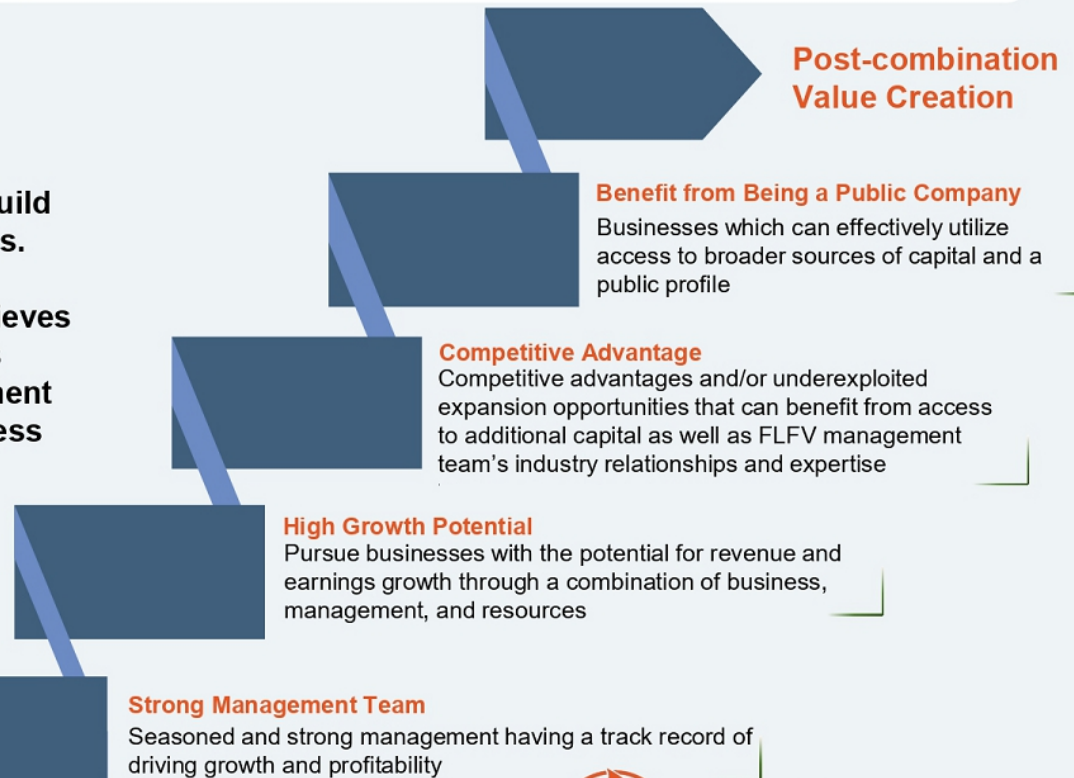 Post-combination
Value Creation
Benefit from Being a Public Company
Businesses which can effectively utilize
access to broader sources of capital and a
public profile
Competitive Advantage
Competitive advantages and/or underexploited
expansion opportunities that can benefit from access
to additional capital as well as FLFV management
team's industry relationships and expertise
High Growth Potential
Pursue businesses with the potential for revenue and
earnings growth through a combination of business,
management, and resources
Strong Management Team
Seasoned and strong management having a track record of
driving growth and profitability